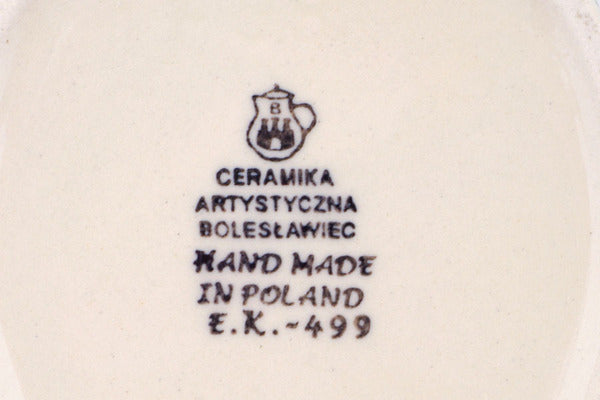 B
CERAMIKA
ARTYSTYCZNA
BOLESŁAWIEC
HAND MADE
IN POLAND
E.K.-499